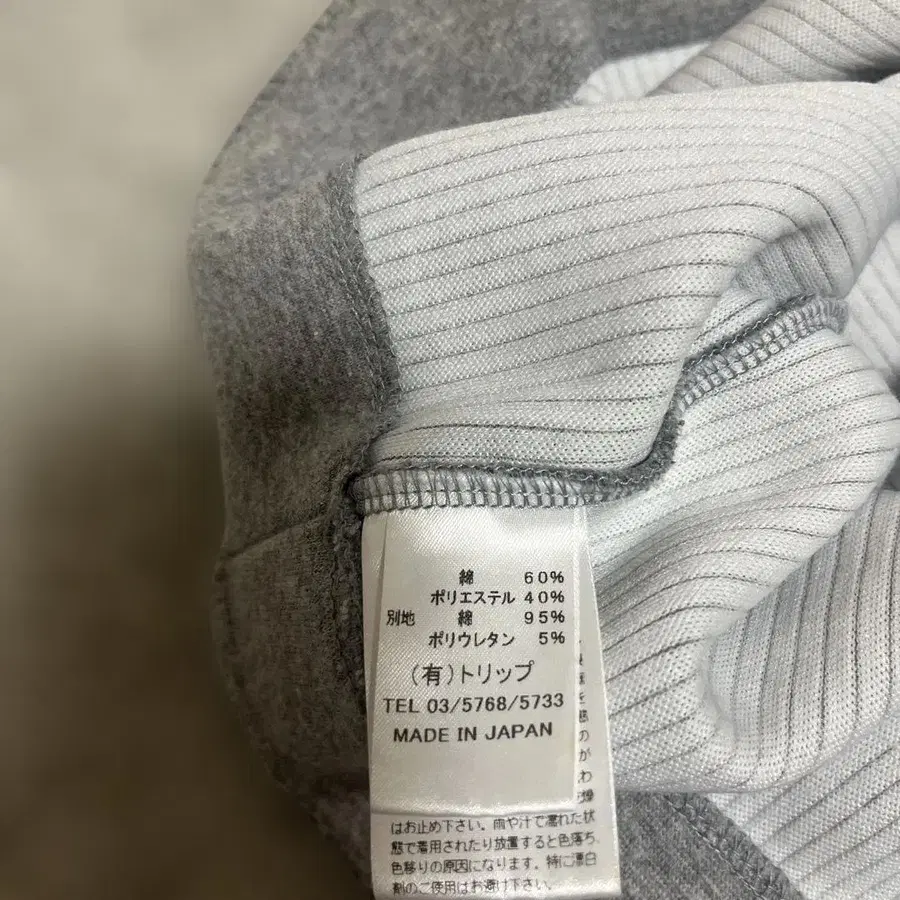 綿 60%
ポリエステル 40%
別地 綿 95%
ポリウレタン 5%
(有)トリップ
TEL 03/5768/5733
MADE IN JAPAN
はお止め下さい。雨や汁で濡れた状
態で着用されたり放置すると色落ち、
色移りの原因になります。特に漂白
剤のご使用はお避け下さい。